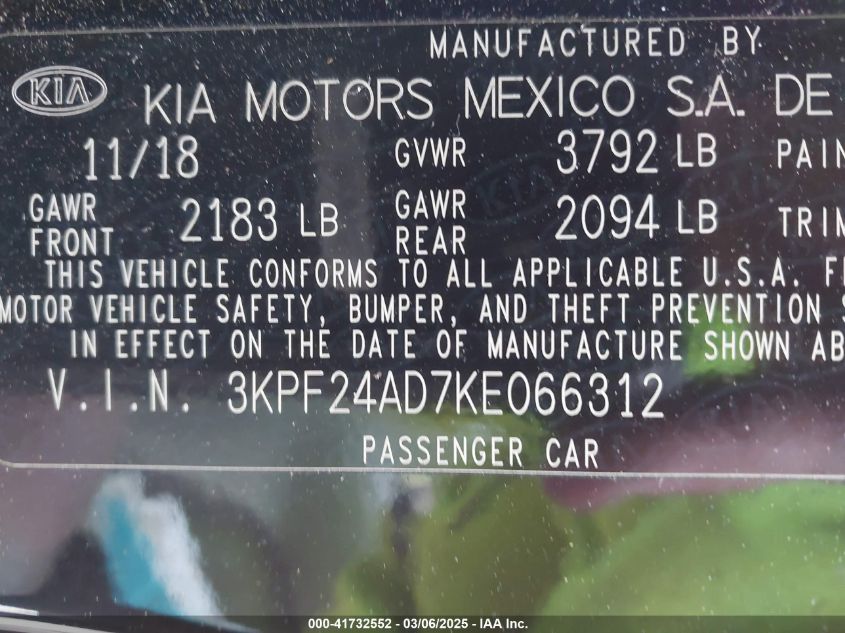 MANUFACTURED BY
KIA KIA MOTORS MEXICO S.A. DE
11/18 GVWR 3792 LB
GAWR FRONT 2183 LB GAWR REAR 2094 LB
THIS VEHICLE CONFORMS TO ALL APPLICABLE U.S.A.
MOTOR VEHICLE SAFETY, BUMPER, AND THEFT PREVENTION
IN EFFECT ON THE DATE OF MANUFACTURE SHOWN
V.I.N. 3KPF24AD7KE066312
PASSENGER CAR
000-41732552 - 03/06/2025 - IAA Inc.